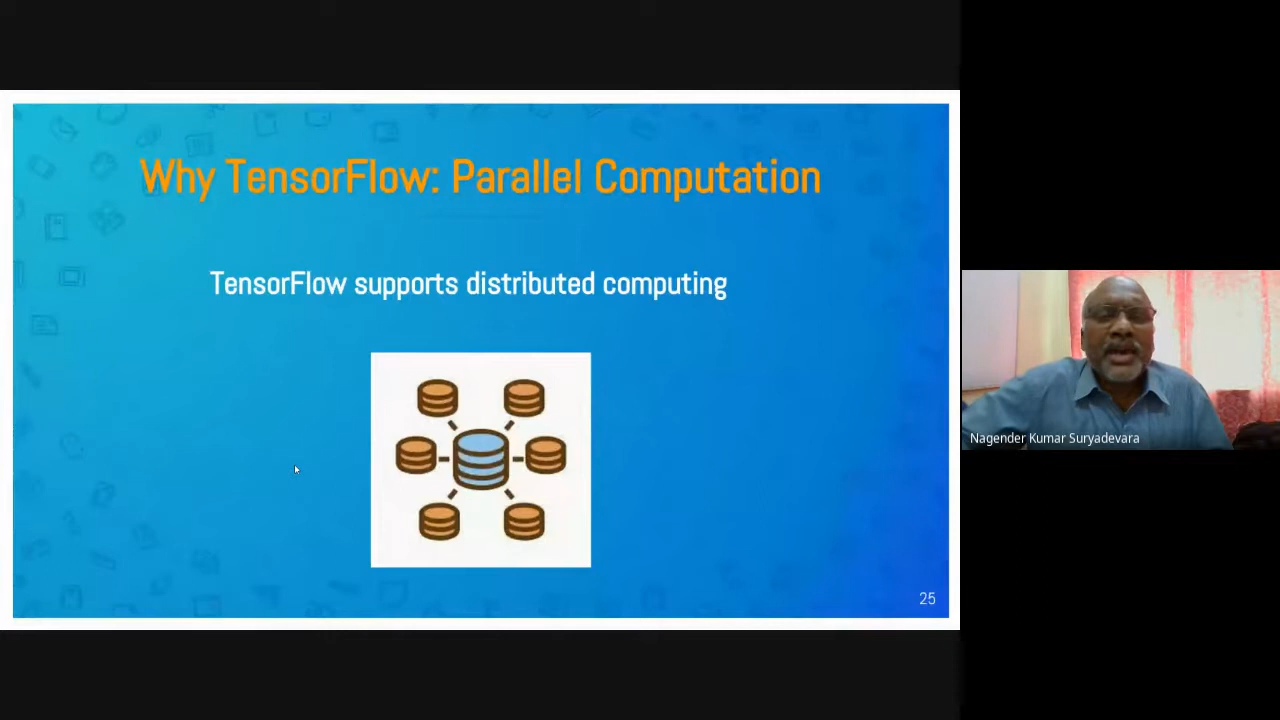 Why TensorFlow: Parallel Computation
TensorFlow supports distributed computing
25
Nagender Kumar Suryadevara